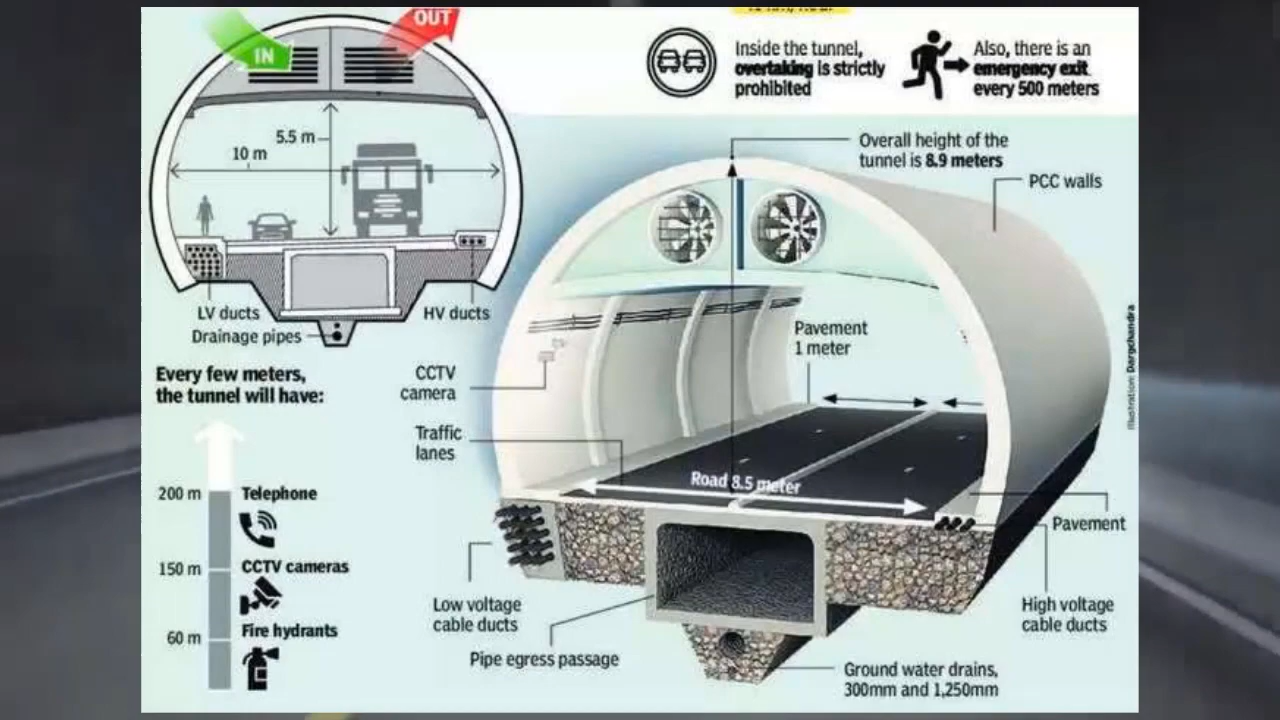 OUT
IN
5.5 m
10 m
LV ducts
HV ducts
Drainage pipes
Inside the tunnel,
overtaking is strictly
prohibited
Also, there is an
emergency exit
every 500 meters
Overall height of the
tunnel is 8.9 meters
PCC walls
Pavement
1 meter
CCTV
camera
Traffic
lanes
Road 8.5 meter
Pavement
Low voltage
cable ducts
Pipe egress passage
High voltage
cable ducts
Ground water drains,
300mm and 1,250mm
Every few meters,
the tunnel will have:
200 m Telephone
150 m CCTV cameras
60 m Fire hydrants
Illustration: Dargchandra